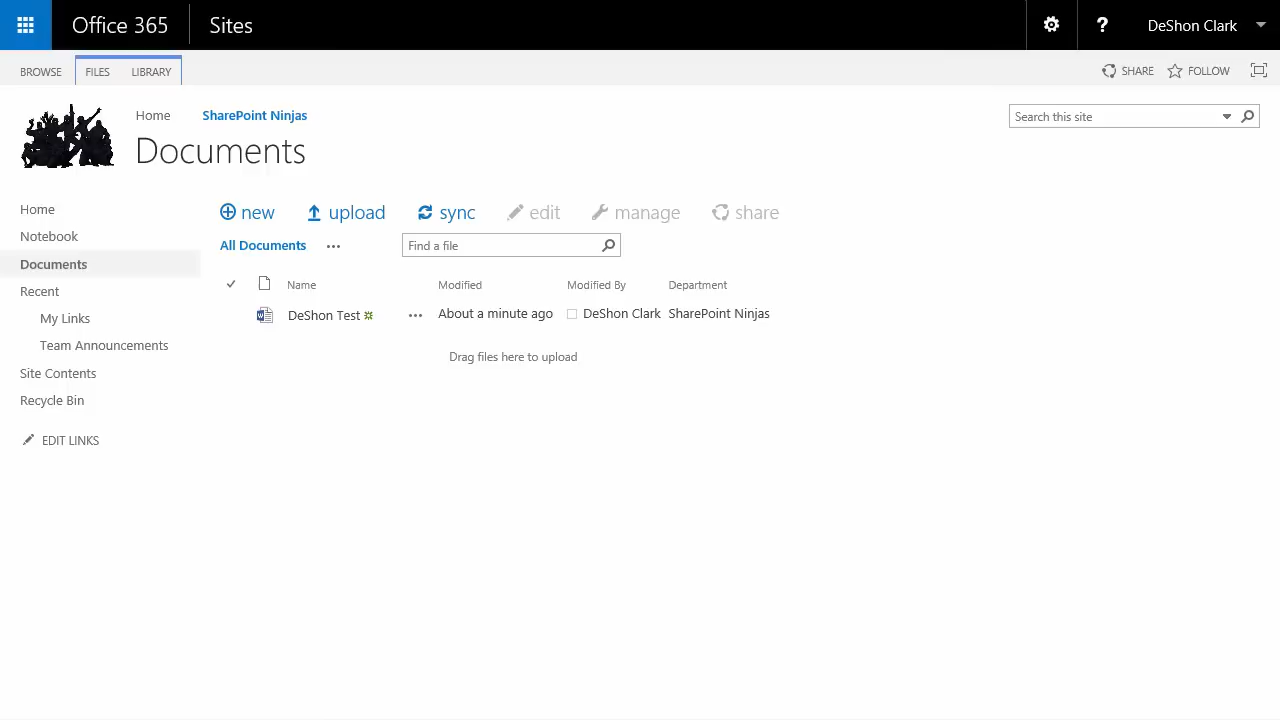 Office 365 Sites ? DeShon Clark
BROWSE FILES LIBRARY SHARE FOLLOW
Home SharePoint Ninjas Search this site
Documents
Home
Notebook
Documents
Recent
My Links
Team Announcements
Site Contents
Recycle Bin
EDIT LINKS
new upload sync edit manage share
All Documents ... Find a file
Name Modified Modified By Department
DeShon Test ... About a minute ago DeShon Clark SharePoint Ninjas
Drag files here to upload